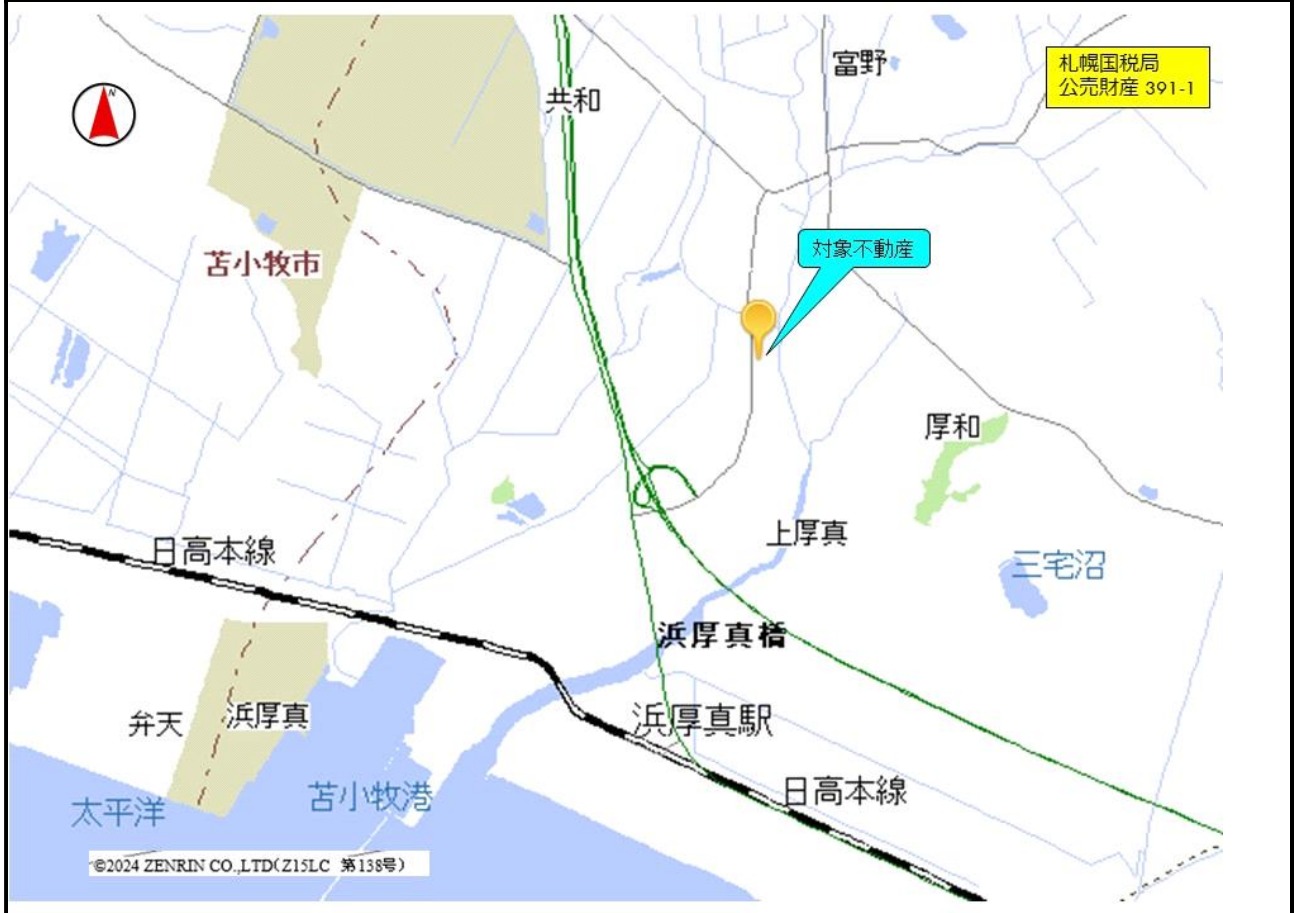 富野
札幌国税局
公売財産 391-1
N
共和
対象不動産
苫小牧市
厚和
上厚真
日高本線
三宅沼
浜厚真橋
弁天
浜厚真
浜厚真駅
太平洋
苫小牧港
日高本線
©2024 ZENRIN CO.,LTD(Z15LC 第138号)